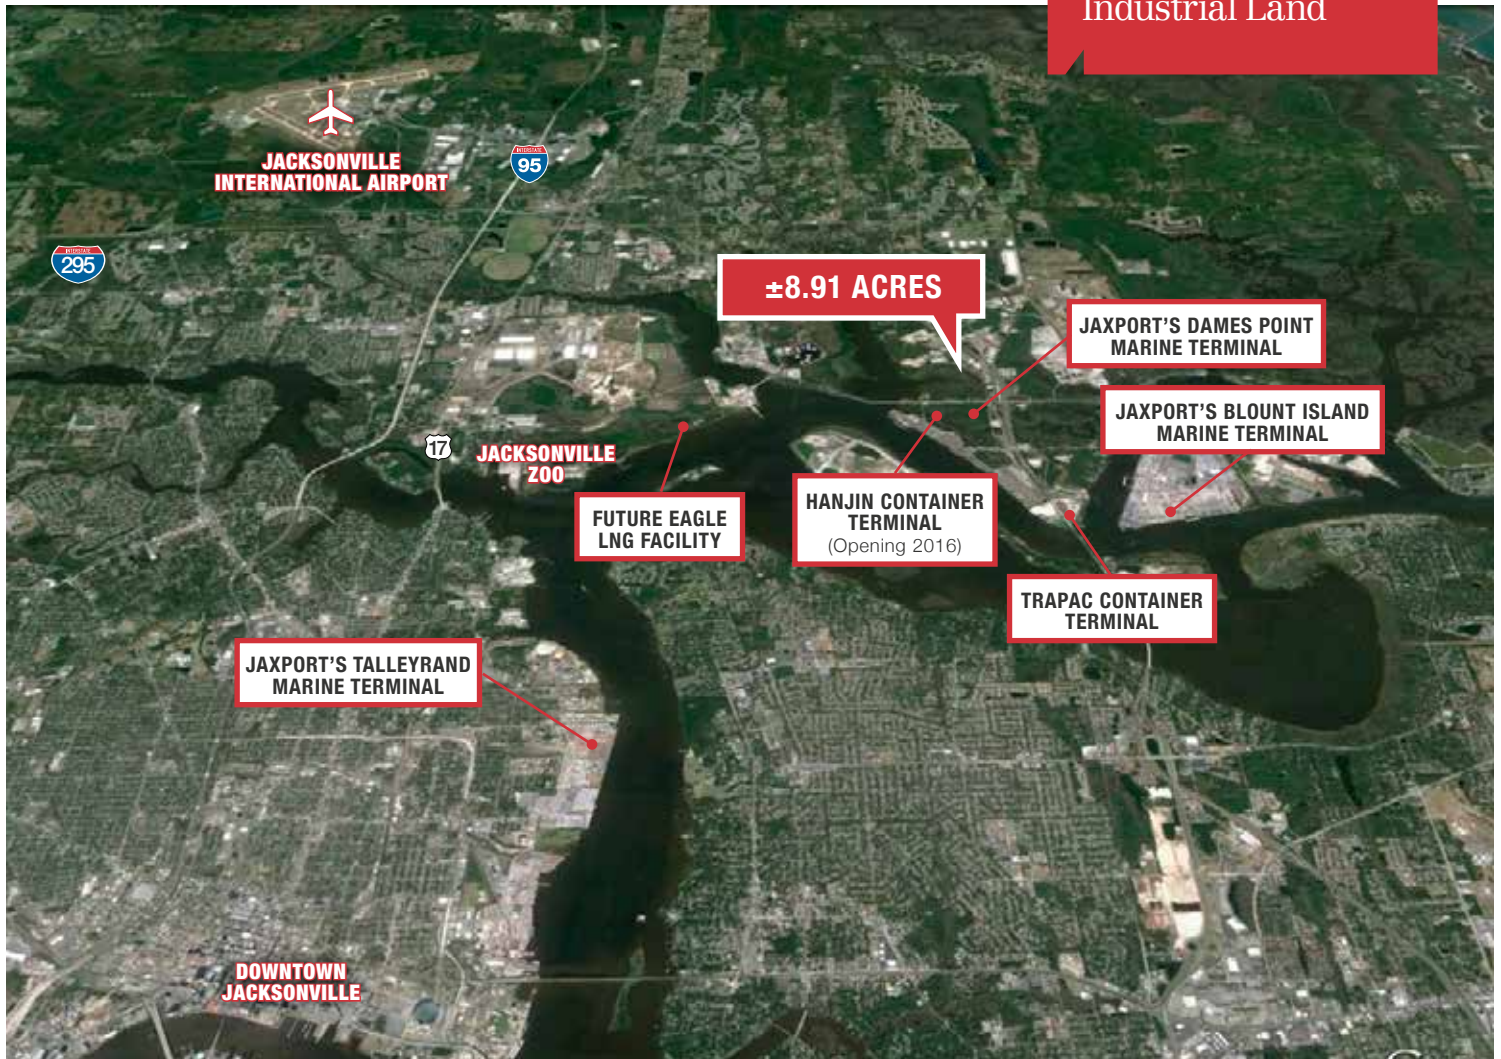 Industrial Land
JACKSONVILLE
INTERNATIONAL AIRPORT
INTERSTATE
95
INTERSTATE
295
±8.91 ACRES
JAXPORT'S DAMES POINT
MARINE TERMINAL
JAXPORT'S BLOUNT ISLAND
MARINE TERMINAL
17
JACKSONVILLE
ZOO
FUTURE EAGLE
LNG FACILITY
HANJIN CONTAINER
TERMINAL
(Opening 2016)
TRAPAC CONTAINER
TERMINAL
JAXPORT'S TALLEYRAND
MARINE TERMINAL
DOWNTOWN
JACKSONVILLE